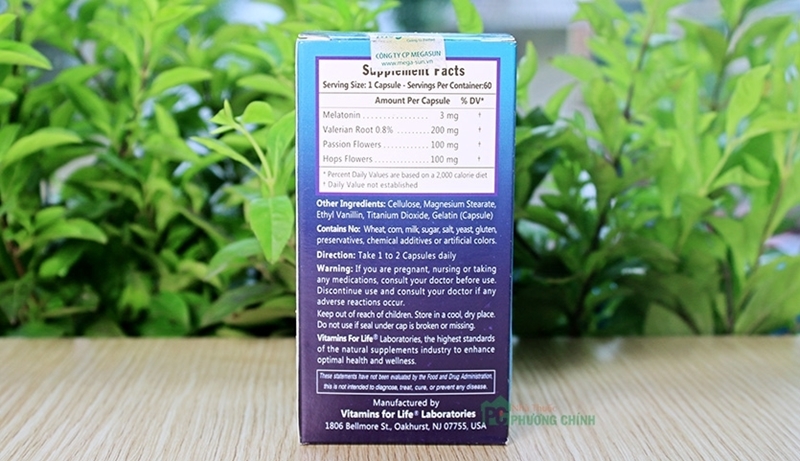 CÔNG TY CP MEGASUN
www.mega-sun.vn
Supplement Facts
Serving Size: 1 Capsule - Servings Per Container:60
Amount Per Capsule % DV*
Melatonin ...................... 3 mg †
Valerian Root 0.8% ......... 200 mg †
Passion Flowers ............. 100 mg †
Hops Flowers .................. 100 mg †
* Percent Daily Values are based on a 2,000 calorie diet
† Daily Value not established
Other Ingredients: Cellulose, Magnesium Stearate,
Ethyl Vanillin, Titanium Dioxide, Gelatin (Capsule)
Contains No: Wheat, corn, milk, sugar, salt, yeast, gluten,
preservatives, chemical additives or artificial colors.
Direction: Take 1 to 2 Capsules daily
Warning: If you are pregnant, nursing or taking
any medications, consult your doctor before use.
Discontinue use and consult your doctor if any
adverse reactions occur.
Keep out of reach of children. Store in a cool, dry place.
Do not use if seal under cap is broken or missing.
Vitamins For Life® Laboratories, the highest standards
of the natural supplements industry to enhance
optimal health and wellness.
These statements have not been evaluated by the Food and Drug Administration,
this is not intended to diagnose, treat, cure, or prevent any disease.
Manufactured by
Vitamins for Life® Laboratories
1806 Bellmore St., Oakhurst, NJ 07755, USA
PC
PHƯƠNG CHÍNH